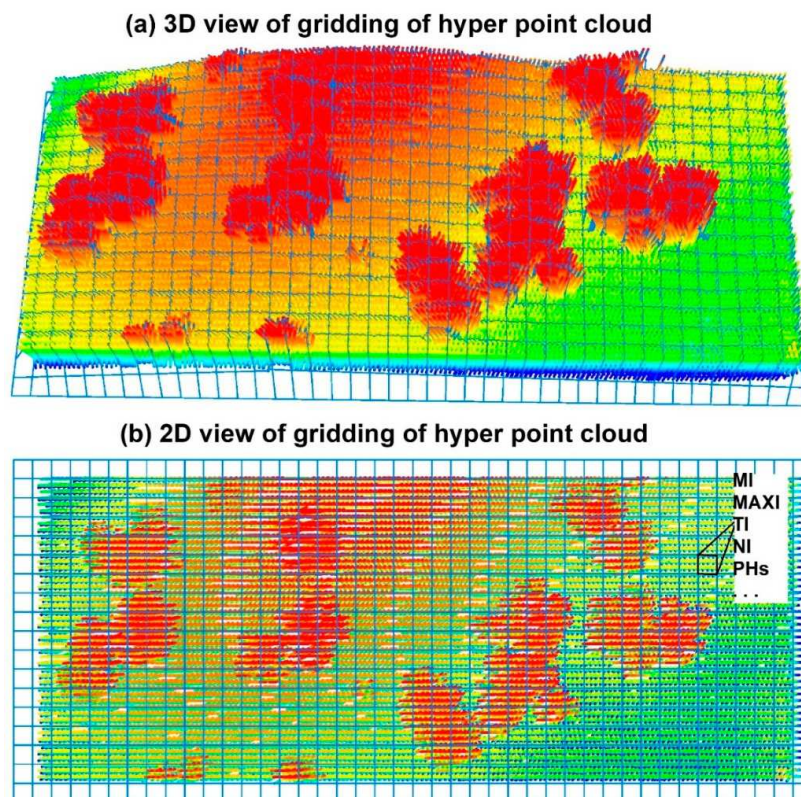 (a) 3D view of gridding of hyper point cloud
(b) 2D view of gridding of hyper point cloud
MI
MAXI
TI
NI
PHs
. . .